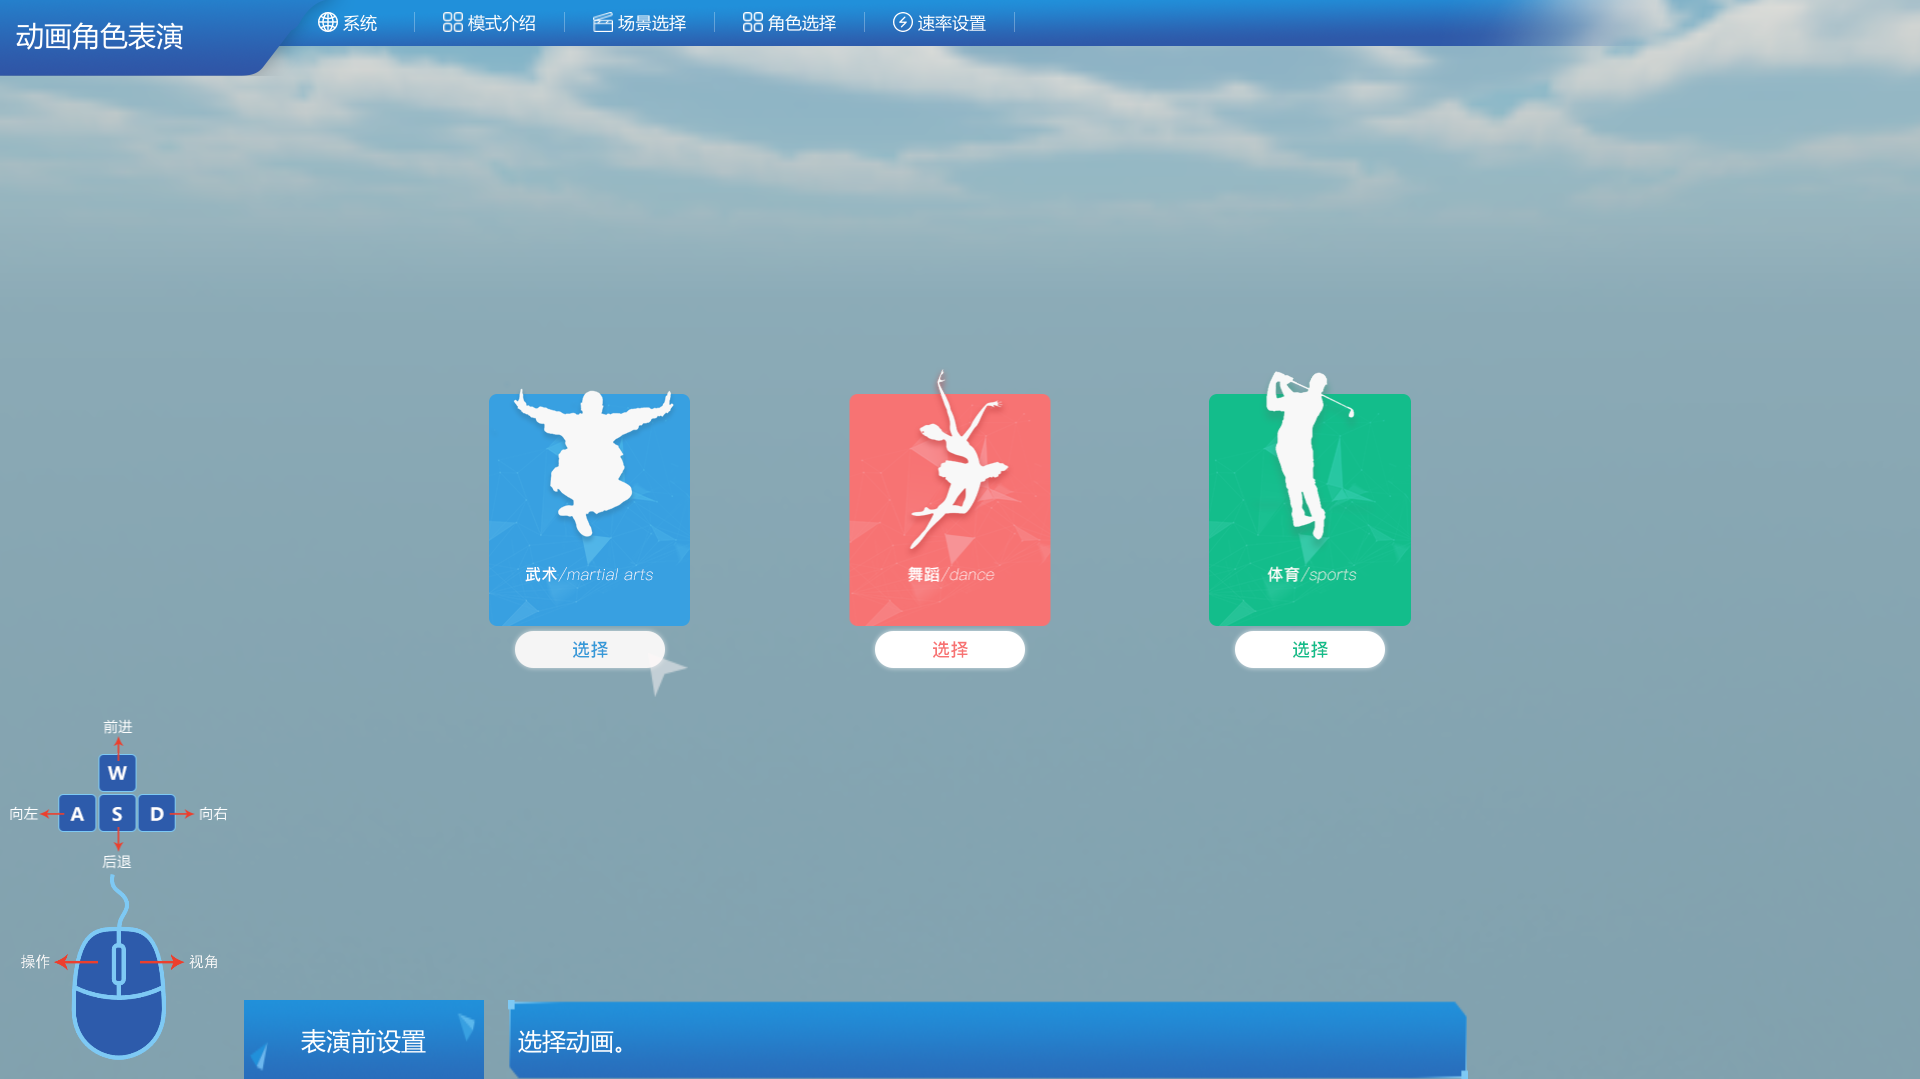 动画角色表演
系统
模式介绍
场景选择
角色选择
速率设置
武术/martial arts
舞蹈/dance
体育/sports
选择
选择
选择
前进
W
向左
A
S
D
向右
后退
操作
视角
表演前设置
选择动画。